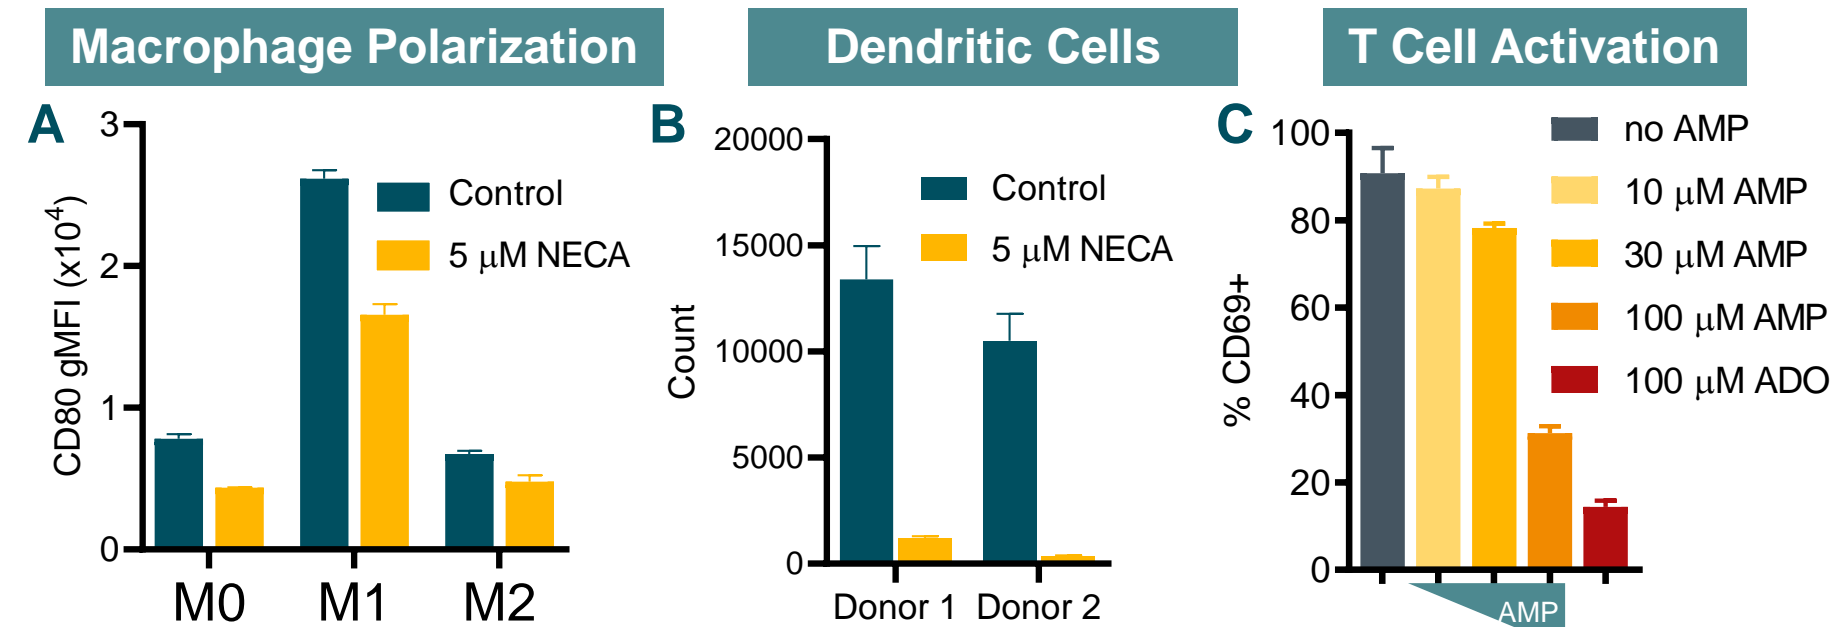 Macrophage Polarization
Dendritic Cells
T Cell Activation
A
CD80 gMFI (x10⁴)
3
2
1
0
Control
5 μM NECA
M0 M1 M2
B
Count
20000
15000
10000
5000
0
Control
5 μM NECA
Donor 1 Donor 2
C
% CD69+
100
80
60
40
20
0
no AMP
10 μM AMP
30 μM AMP
100 μM AMP
100 μM ADO
AMP